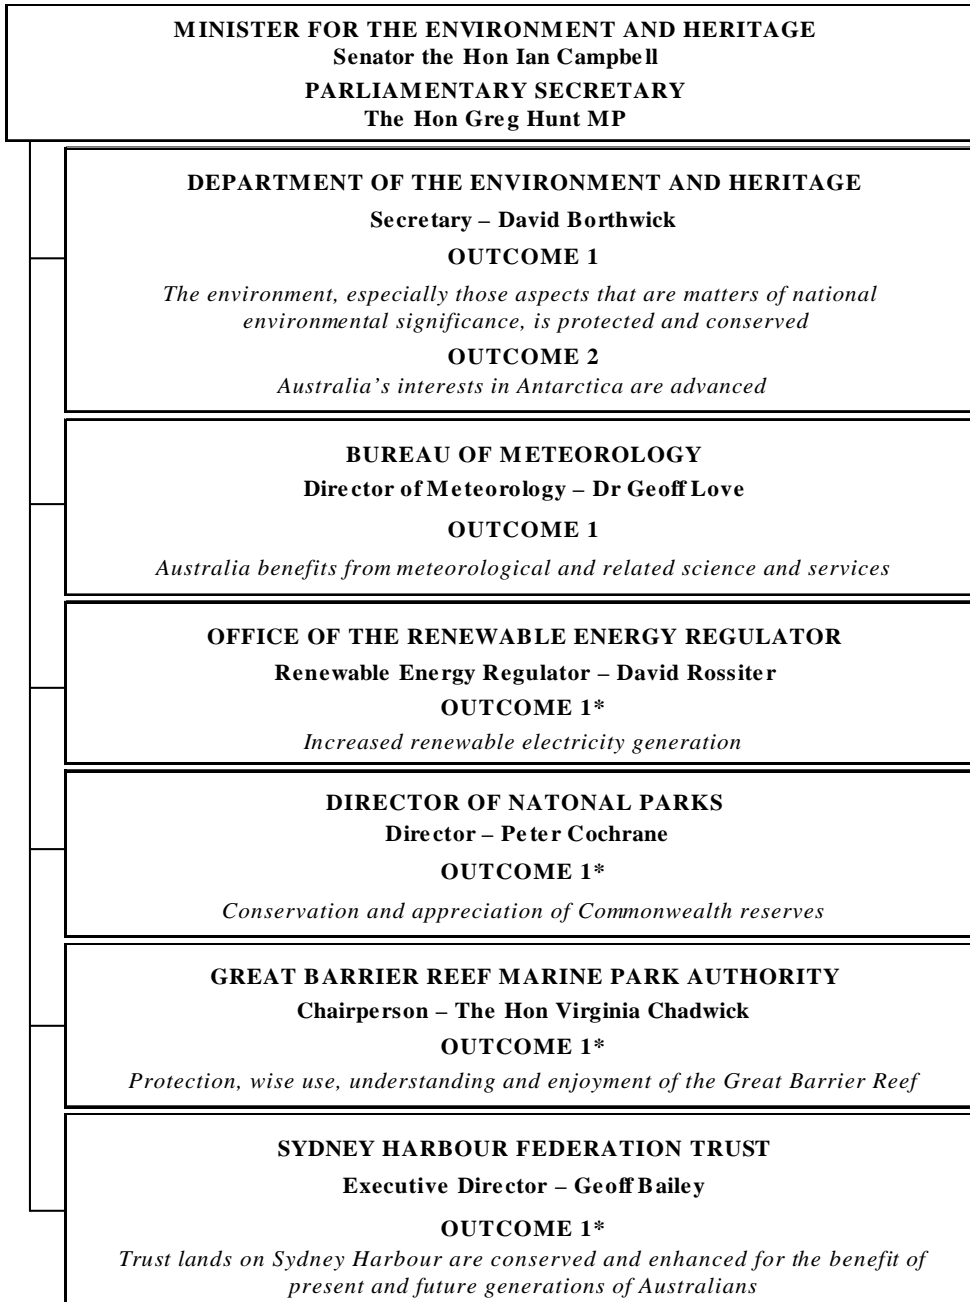 MINISTER FOR THE ENVIRONMENT AND HERITAGE
Senator the Hon Ian Campbell
PARLIAMENTARY SECRETARY
The Hon Greg Hunt MP
DEPARTMENT OF THE ENVIRONMENT AND HERITAGE
Secretary – David Borthwick
OUTCOME 1
The environment, especially those aspects that are matters of national
environmental significance, is protected and conserved
OUTCOME 2
Australia's interests in Antarctica are advanced
BUREAU OF METEOROLOGY
Director of Meteorology – Dr Geoff Love
OUTCOME 1
Australia benefits from meteorological and related science and services
OFFICE OF THE RENEWABLE ENERGY REGULATOR
Renewable Energy Regulator – David Rossiter
OUTCOME 1*
Increased renewable electricity generation
DIRECTOR OF NATONAL PARKS
Director – Peter Cochrane
OUTCOME 1*
Conservation and appreciation of Commonwealth reserves
GREAT BARRIER REEF MARINE PARK AUTHORITY
Chairperson – The Hon Virginia Chadwick
OUTCOME 1*
Protection, wise use, understanding and enjoyment of the Great Barrier Reef
SYDNEY HARBOUR FEDERATION TRUST
Executive Director – Geoff Bailey
OUTCOME 1*
Trust lands on Sydney Harbour are conserved and enhanced for the benefit of
present and future generations of Australians